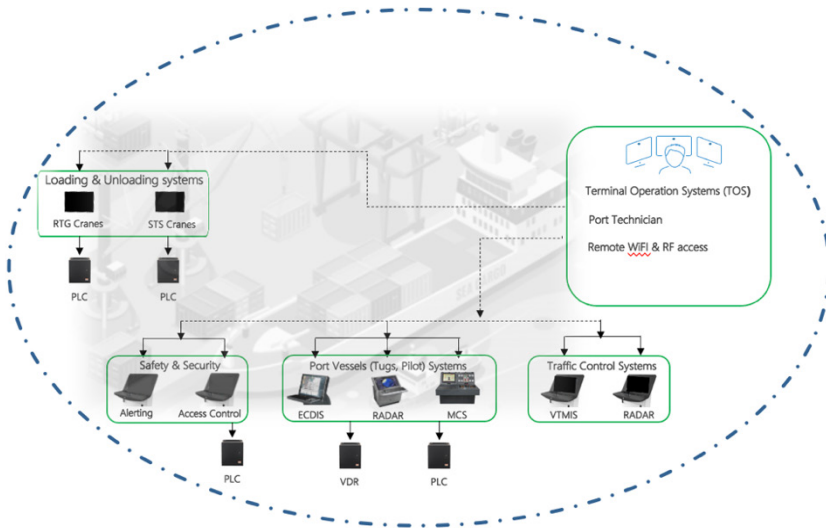 Terminal Operation Systems (TOS)
Port Technician
Remote WiFI & RF access
Loading & Unloading systems
RTG Cranes
STS Cranes
PLC
PLC
Safety & Security
Alerting
Access Control
PLC
Port Vessels (Tugs, Pilot) Systems
ECDIS
RADAR
MCS
VDR
PLC
Traffic Control Systems
VTMIS
RADAR